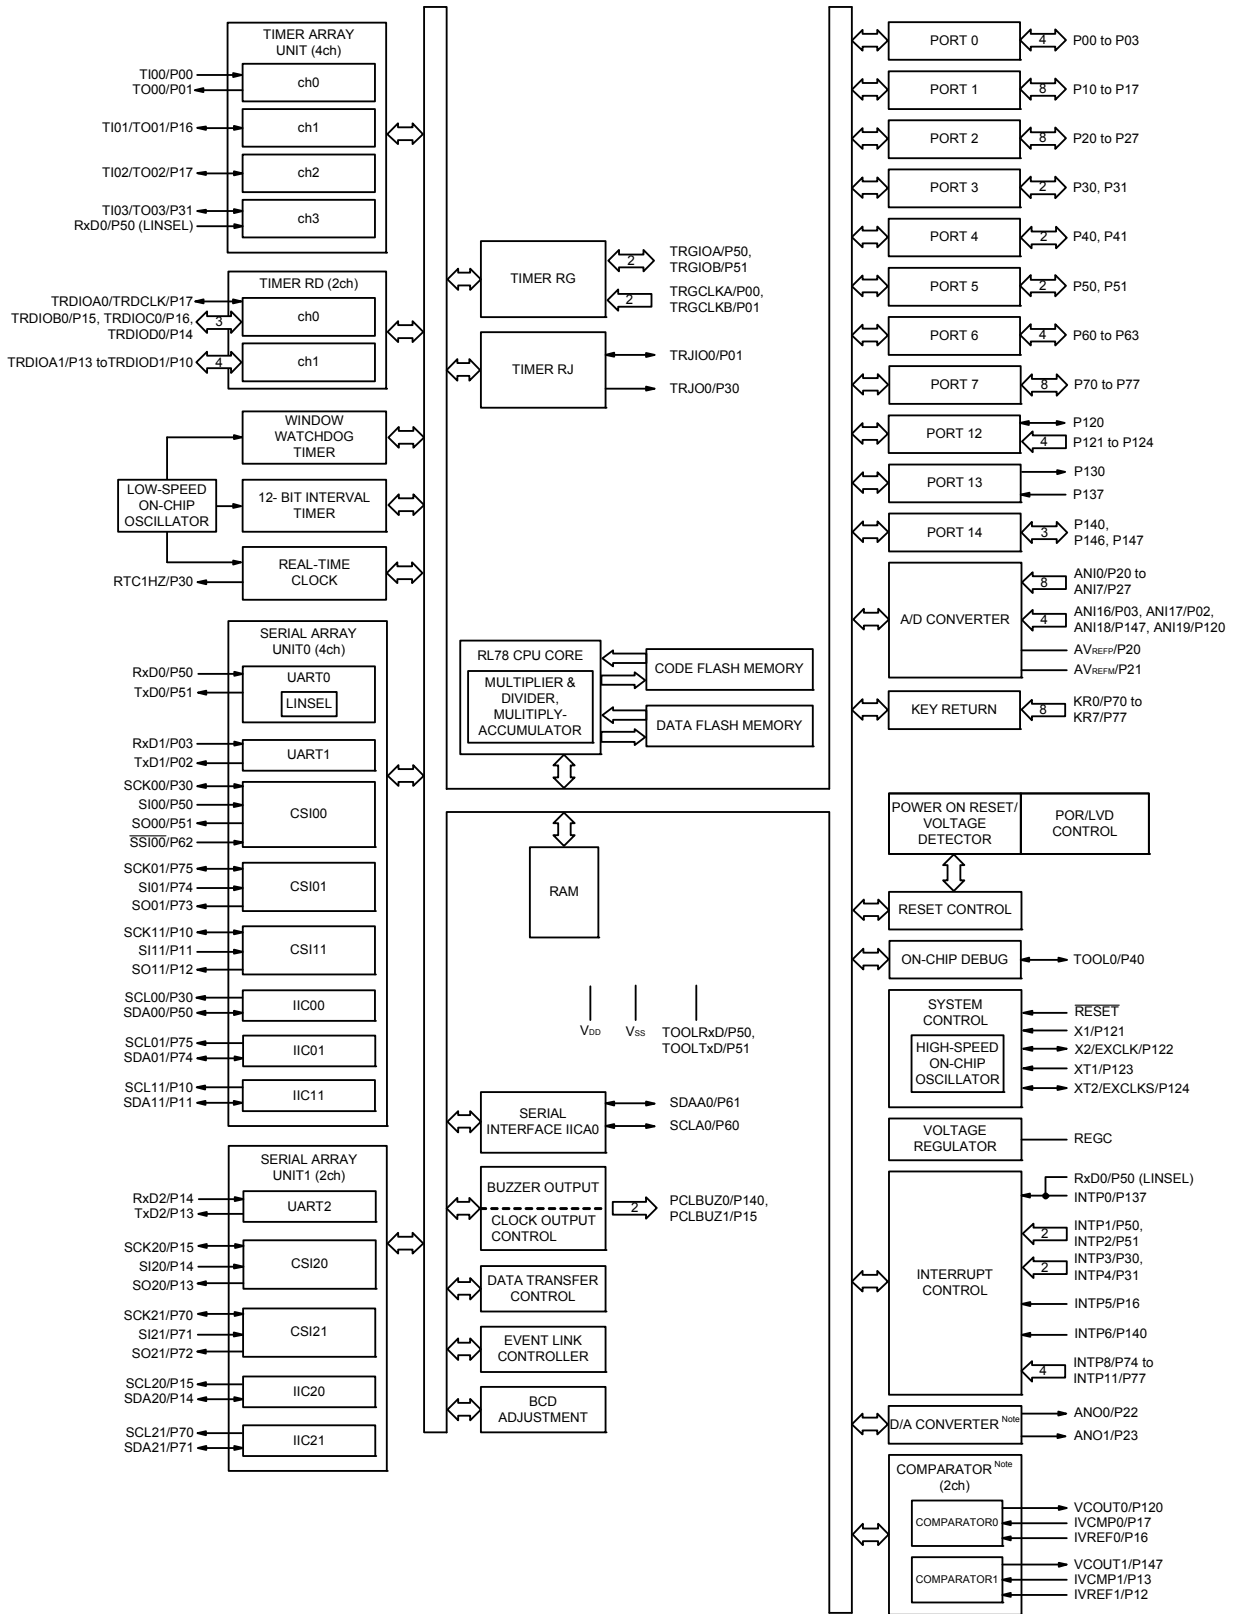 TIMER ARRAY
UNIT (4ch)
TI00/P00
TO00/P01
ch0
TI01/TO01/P16
ch1
TI02/TO02/P17
ch2
TI03/TO03/P31
RxD0/P50 (LINSEL)
ch3
TIMER RD (2ch)
TRDIOA0/TRDCLK/P17
TRDIOB0/P15, TRDIOC0/P16,
TRDIOD0/P14
3
ch0
TRDIOA1/P13 toTRDIOD1/P10
4
ch1
WINDOW
WATCHDOG
TIMER
LOW-SPEED
ON-CHIP
OSCILLATOR
12- BIT INTERVAL
TIMER
REAL-TIME
CLOCK
RTC1HZ/P30
SERIAL ARRAY
UNIT0 (4ch)
RxD0/P50
TxD0/P51
UART0
LINSEL
RxD1/P03
TxD1/P02
UART1
SCK00/P30
SI00/P50
SO00/P51
SSI00/P62
CSI00
SCK01/P75
SI01/P74
SO01/P73
CSI01
SCK11/P10
SI11/P11
SO11/P12
CSI11
SCL00/P30
SDA00/P50
IIC00
SCL01/P75
SDA01/P74
IIC01
SCL11/P10
SDA11/P11
IIC11
SERIAL ARRAY
UNIT1 (2ch)
RxD2/P14
TxD2/P13
UART2
SCK20/P15
SI20/P14
SO20/P13
CSI20
SCK21/P70
SI21/P71
SO21/P72
CSI21
SCL20/P15
SDA20/P14
IIC20
SCL21/P70
SDA21/P71
IIC21
TIMER RG
2
TRGIOA/P50,
TRGIOB/P51
2
TRGCLKA/P00,
TRGCLKB/P01
TIMER RJ
TRJIO0/P01
TRJO0/P30
RL78 CPU CORE
MULTIPLIER &
DIVIDER,
MULITIPLY-
ACCUMULATOR
CODE FLASH MEMORY
DATA FLASH MEMORY
RAM
VDD
VSS
TOOLRxD/P50,
TOOLTxD/P51
SERIAL
INTERFACE IICA0
SDAA0/P61
SCLA0/P60
BUZZER OUTPUT
CLOCK OUTPUT
CONTROL
2
PCLBUZ0/P140,
PCLBUZ1/P15
DATA TRANSFER
CONTROL
EVENT LINK
CONTROLLER
BCD
ADJUSTMENT
PORT 0
4
P00 to P03
PORT 1
8
P10 to P17
PORT 2
8
P20 to P27
PORT 3
2
P30, P31
PORT 4
2
P40, P41
PORT 5
2
P50, P51
PORT 6
4
P60 to P63
PORT 7
8
P70 to P77
PORT 12
P120
4
P121 to P124
PORT 13
P130
P137
PORT 14
3
P140,
P146, P147
A/D CONVERTER
8
ANI0/P20 to
ANI7/P27
4
ANI16/P03, ANI17/P02,
ANI18/P147, ANI19/P120
AVREFP/P20
AVREFM/P21
KEY RETURN
8
KR0/P70 to
KR7/P77
POWER ON RESET/
VOLTAGE
DETECTOR
POR/LVD
CONTROL
RESET CONTROL
ON-CHIP DEBUG
TOOL0/P40
SYSTEM
CONTROL
HIGH-SPEED
ON-CHIP
OSCILLATOR
RESET
X1/P121
X2/EXCLK/P122
XT1/P123
XT2/EXCLKS/P124
VOLTAGE
REGULATOR
REGC
INTERRUPT
CONTROL
RxD0/P50 (LINSEL)
INTP0/P137
2
INTP1/P50,
INTP2/P51
2
INTP3/P30,
INTP4/P31
INTP5/P16
INTP6/P140
4
INTP8/P74 to
INTP11/P77
D/A CONVERTER Note
ANO0/P22
ANO1/P23
COMPARATOR Note
(2ch)
COMPARATOR0
VCOUT0/P120
IVCMP0/P17
IVREF0/P16
COMPARATOR1
VCOUT1/P147
IVCMP1/P13
IVREF1/P12